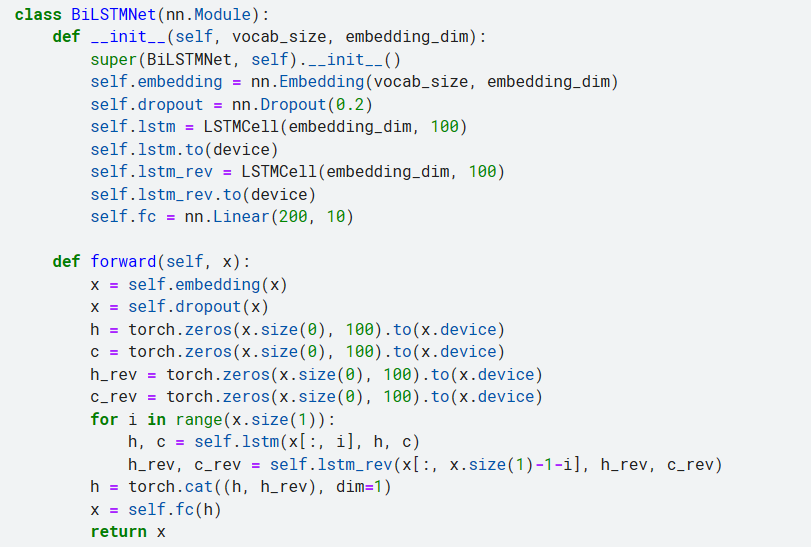 class BiLSTMNet(nn.Module):
    def __init__(self, vocab_size, embedding_dim):
        super(BiLSTMNet, self).__init__()
        self.embedding = nn.Embedding(vocab_size, embedding_dim)
        self.dropout = nn.Dropout(0.2)
        self.lstm = LSTMCell(embedding_dim, 100)
        self.lstm.to(device)
        self.lstm_rev = LSTMCell(embedding_dim, 100)
        self.lstm_rev.to(device)
        self.fc = nn.Linear(200, 10)

    def forward(self, x):
        x = self.embedding(x)
        x = self.dropout(x)
        h = torch.zeros(x.size(0), 100).to(x.device)
        c = torch.zeros(x.size(0), 100).to(x.device)
        h_rev = torch.zeros(x.size(0), 100).to(x.device)
        c_rev = torch.zeros(x.size(0), 100).to(x.device)
        for i in range(x.size(1)):
            h, c = self.lstm(x[:, i], h, c)
            h_rev, c_rev = self.lstm_rev(x[:, x.size(1)-1-i], h_rev, c_rev)
        h = torch.cat((h, h_rev), dim=1)
        x = self.fc(h)
        return x